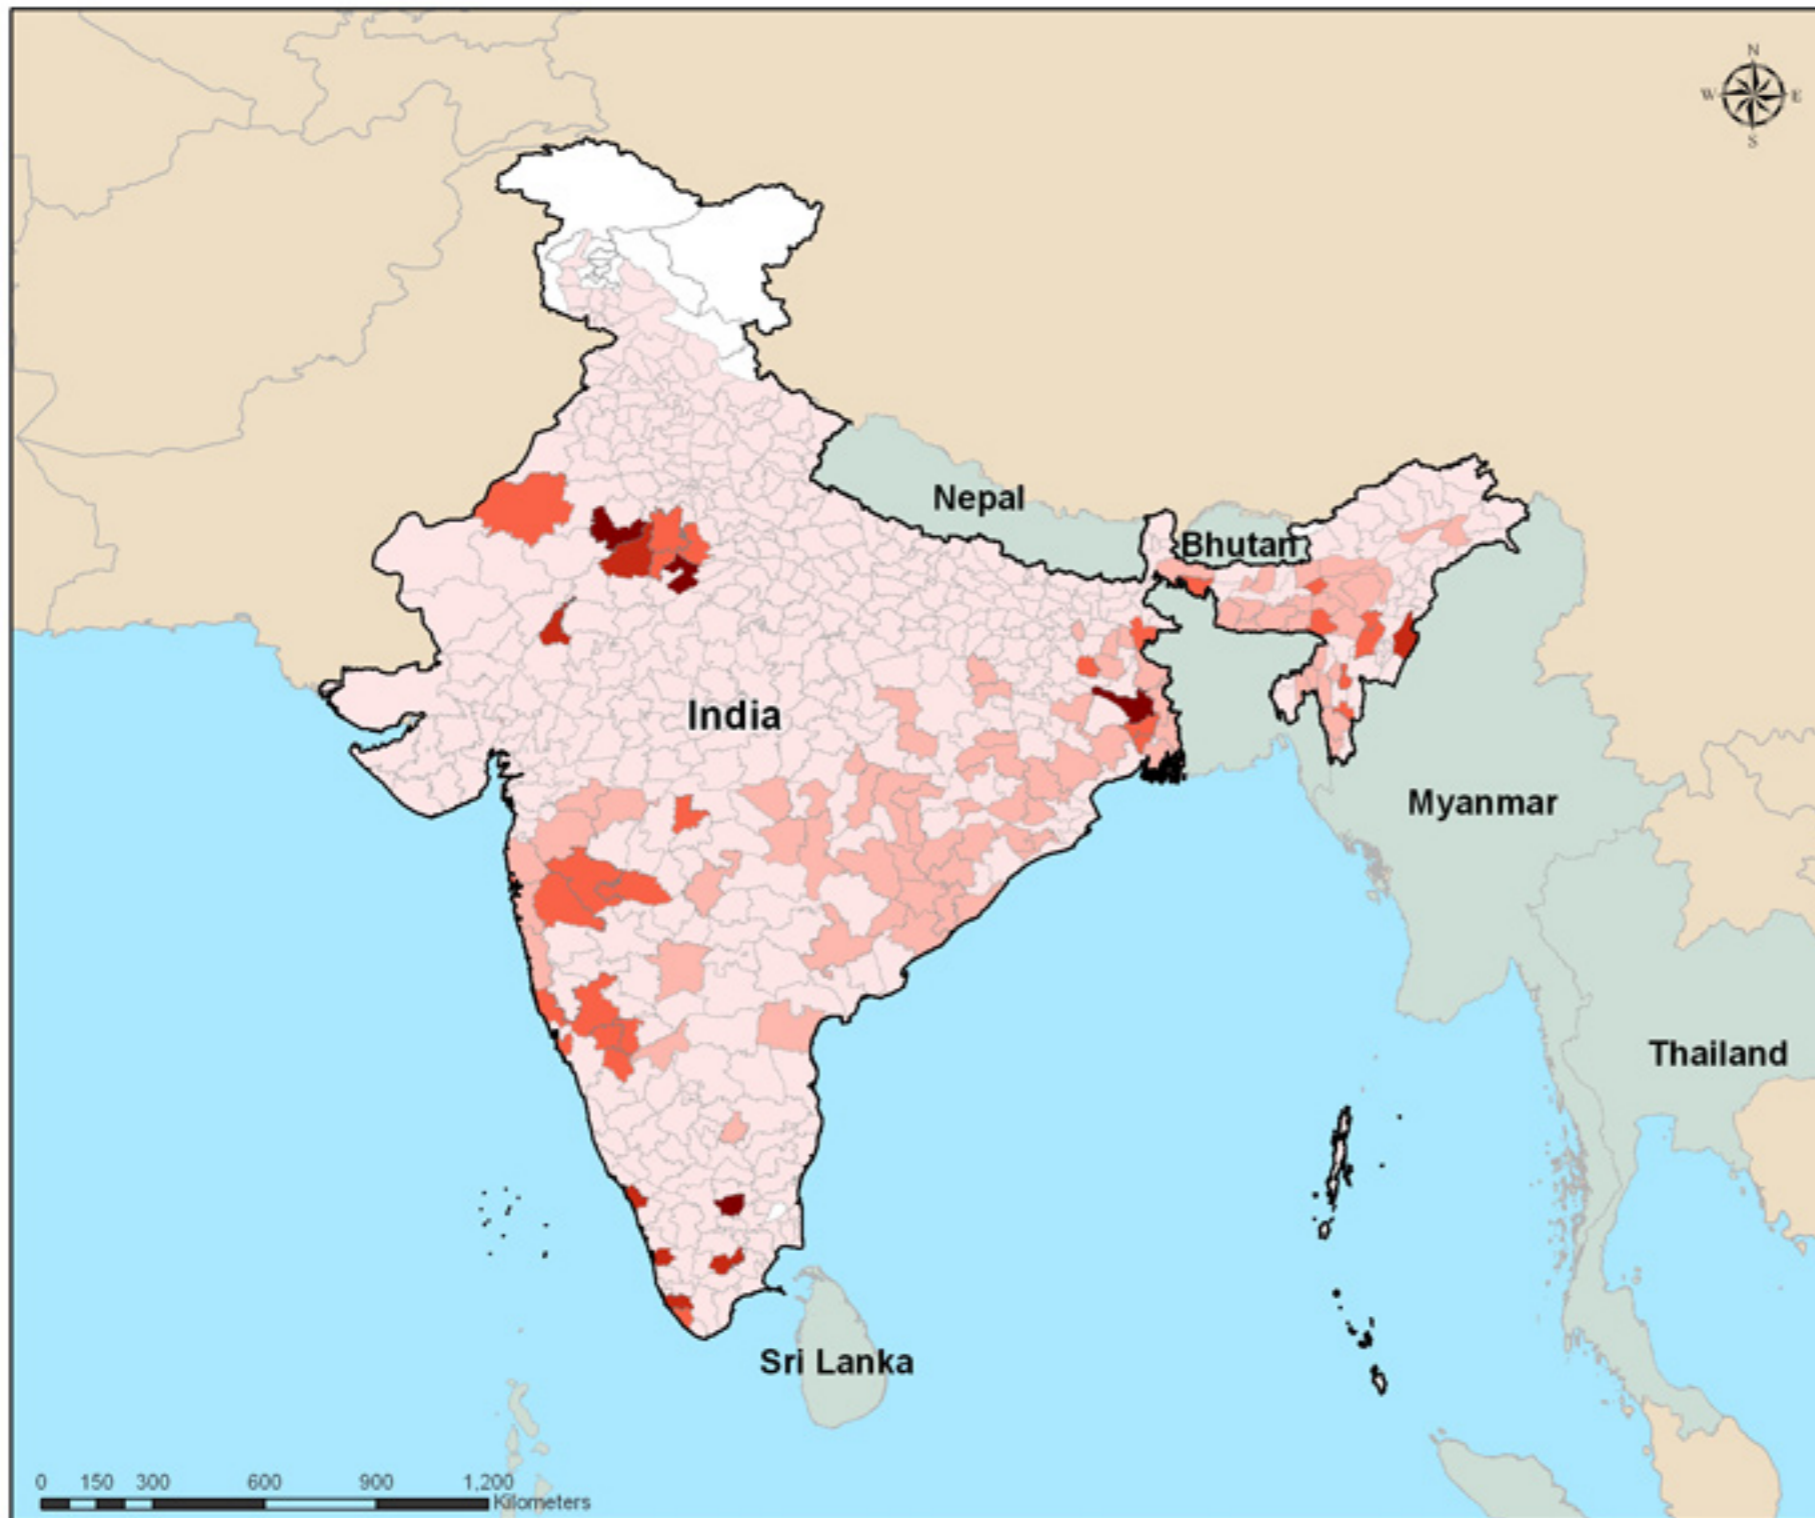 N
W E
S
Nepal
Bhutan
India
Myanmar
Thailand
Sri Lanka
0 150 300 600 900 1,200
Kilometers